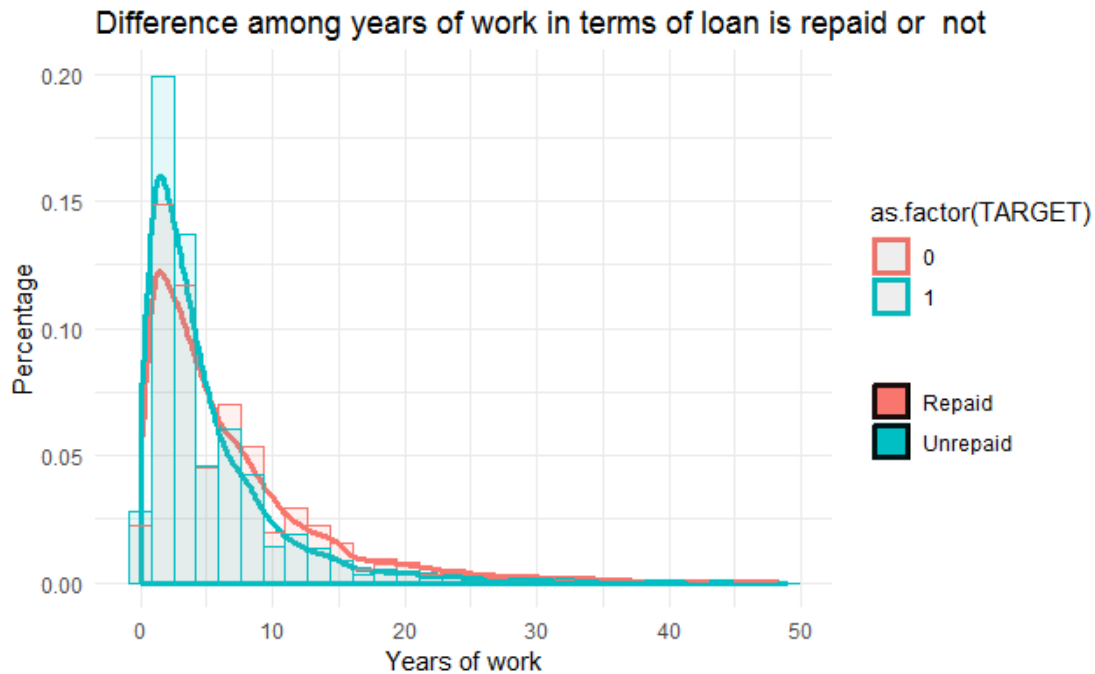 Difference among years of work in terms of loan is repaid or  not
0.20
0.15
0.10
0.05
0.00
Percentage
0
10
20
30
40
50
Years of work
as.factor(TARGET)
0
1
Repaid
Unrepaid